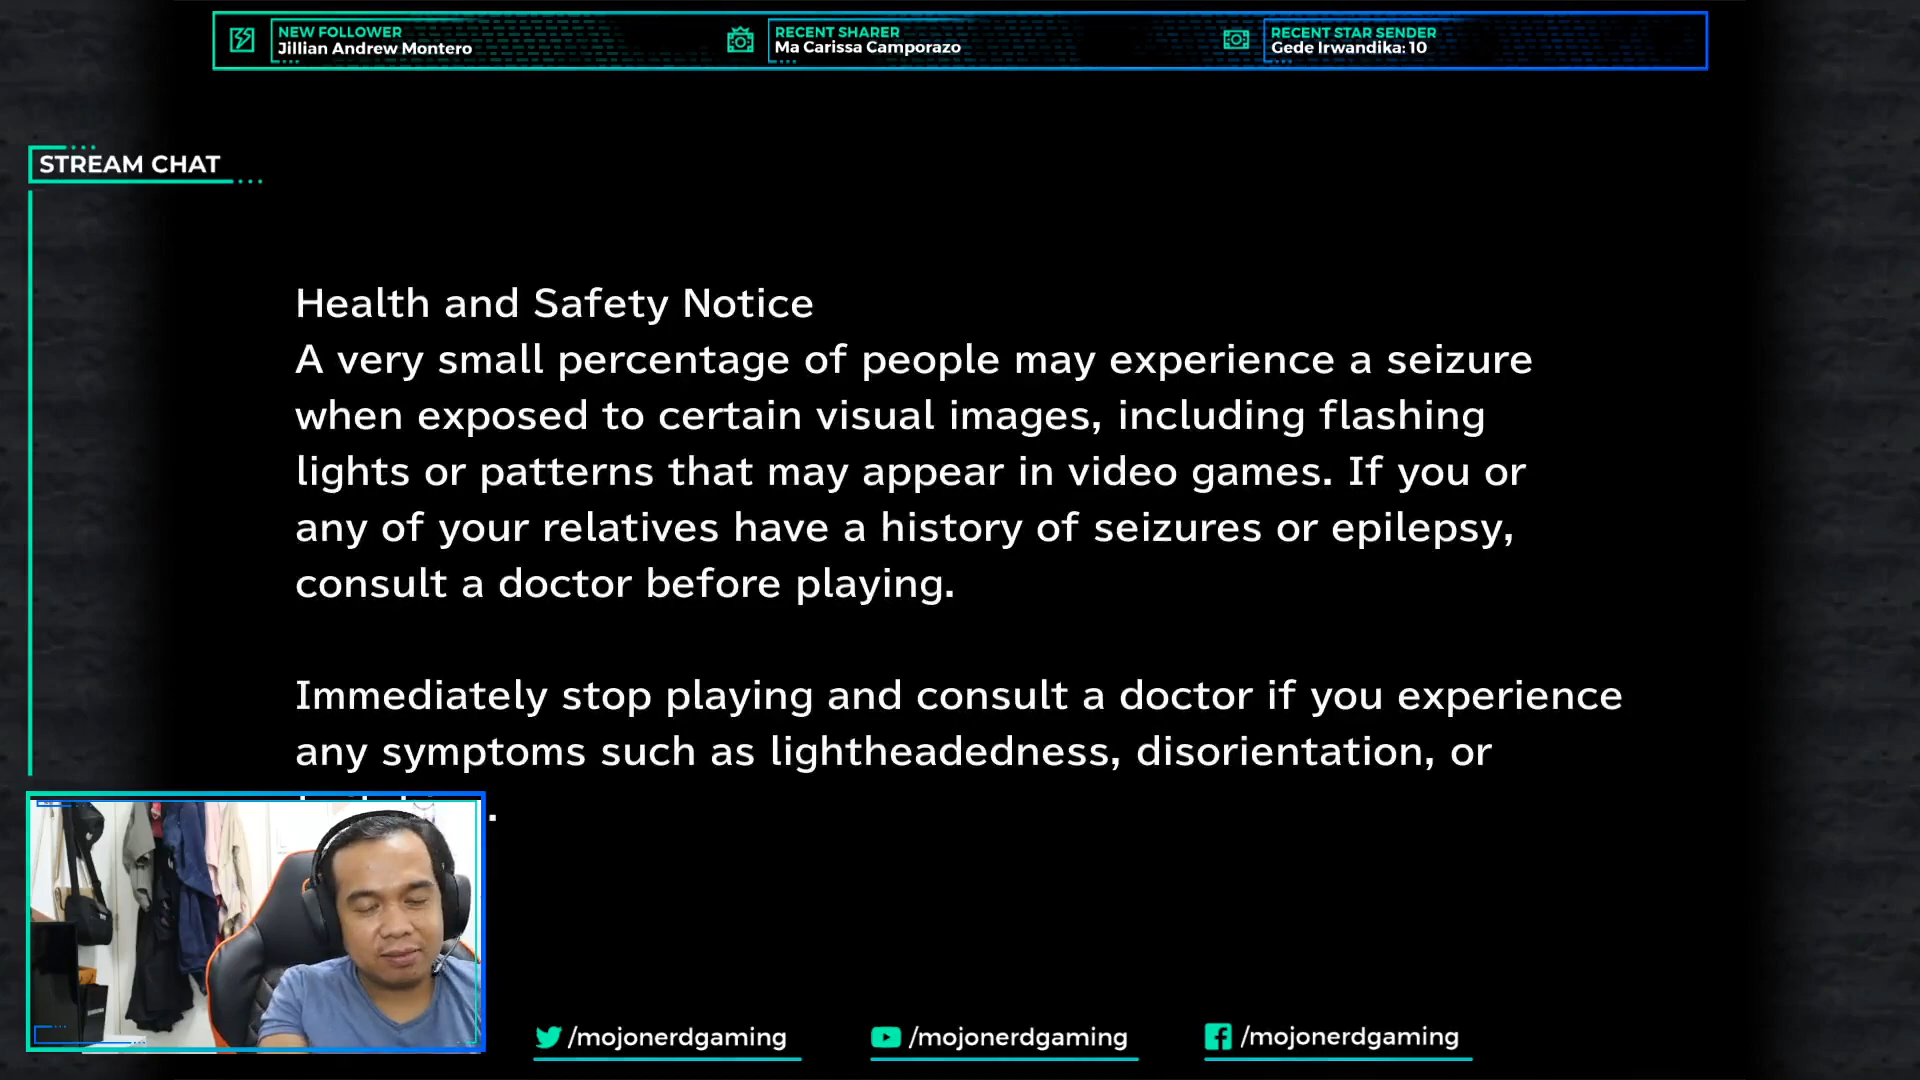 NEW FOLLOWER
Jillian Andrew Montero
RECENT SHARER
Ma Carissa Camporazo
RECENT STAR SENDER
Gede Irwandika: 10
STREAM CHAT
Health and Safety Notice
A very small percentage of people may experience a seizure
when exposed to certain visual images, including flashing
lights or patterns that may appear in video games. If you or
any of your relatives have a history of seizures or epilepsy,
consult a doctor before playing.
Immediately stop playing and consult a doctor if you experience
any symptoms such as lightheadedness, disorientation, or
/mojonerdgaming
/mojonerdgaming
/mojonerdgaming